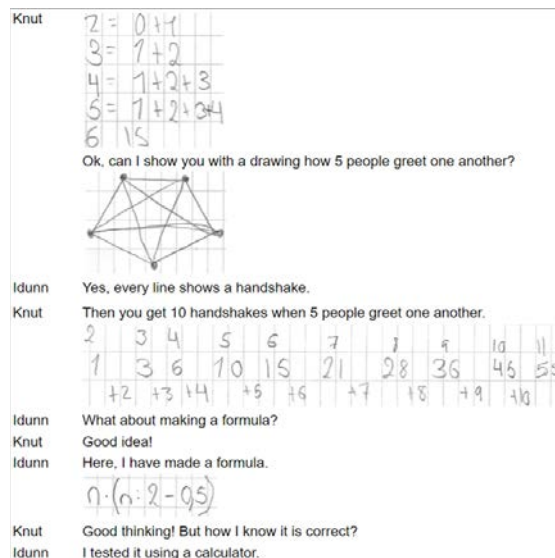 Knut
2 = 0+1
3 = 1+2
4 = 1+2+3
5 = 1+2+3+4
6 15
Ok, can I show you with a drawing how 5 people greet one another?
Idunn Yes, every line shows a handshake.
Knut Then you get 10 handshakes when 5 people greet one another.
2 3 4 5 6 7 8 9 10 11
1 3 6 10 15 21 28 36 45 55
+2 +3 +4 +5 +6 +7 +8 +9 +10
Idunn What about making a formula?
Knut Good idea!
Idunn Here, I have made a formula.
n·(n:2-0,5)
Knut Good thinking! But how I know it is correct?
Idunn I tested it using a calculator.